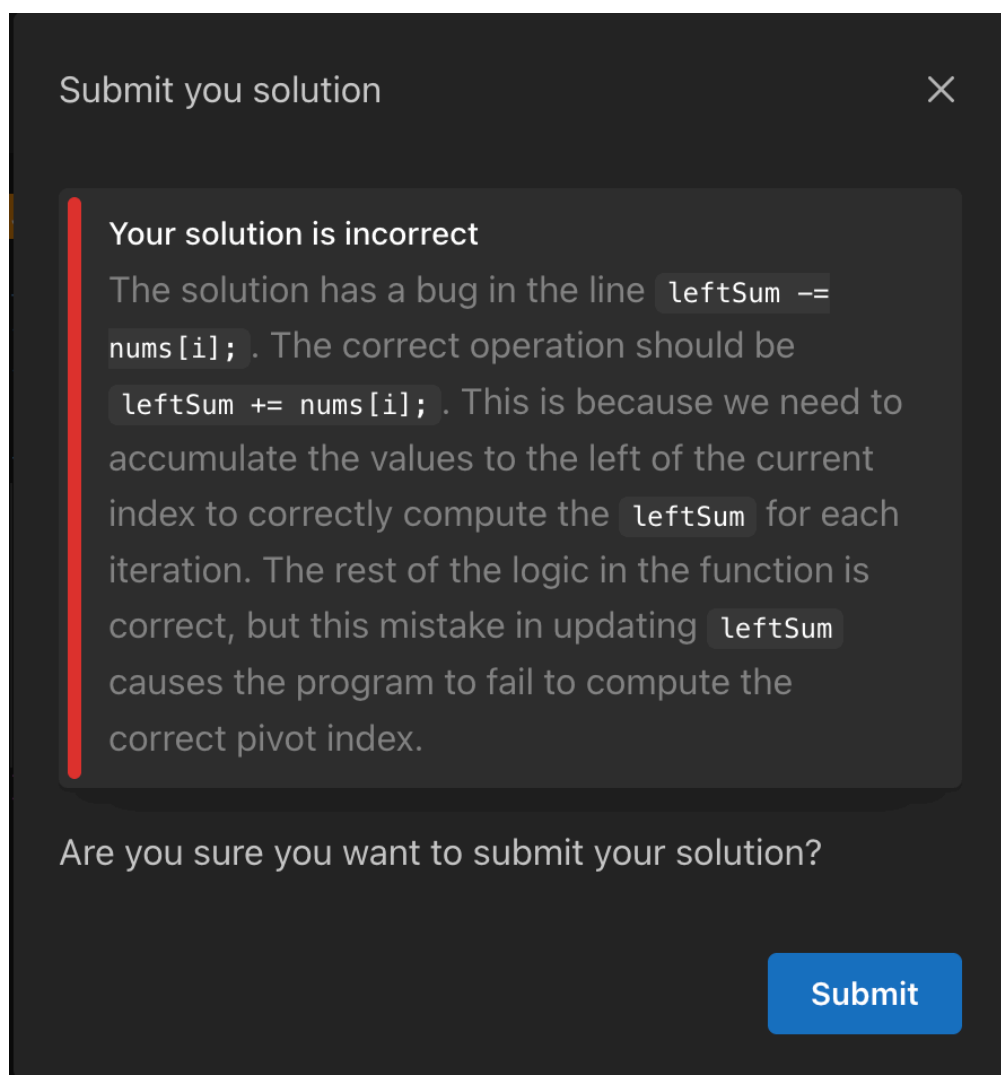 Submit you solution
Your solution is incorrect
The solution has a bug in the line leftSum -=
nums[i]; . The correct operation should be
leftSum += nums[i]; . This is because we need to
accumulate the values to the left of the current
index to correctly compute the leftSum for each
iteration. The rest of the logic in the function is
correct, but this mistake in updating leftSum
causes the program to fail to compute the
correct pivot index.
Are you sure you want to submit your solution?
Submit